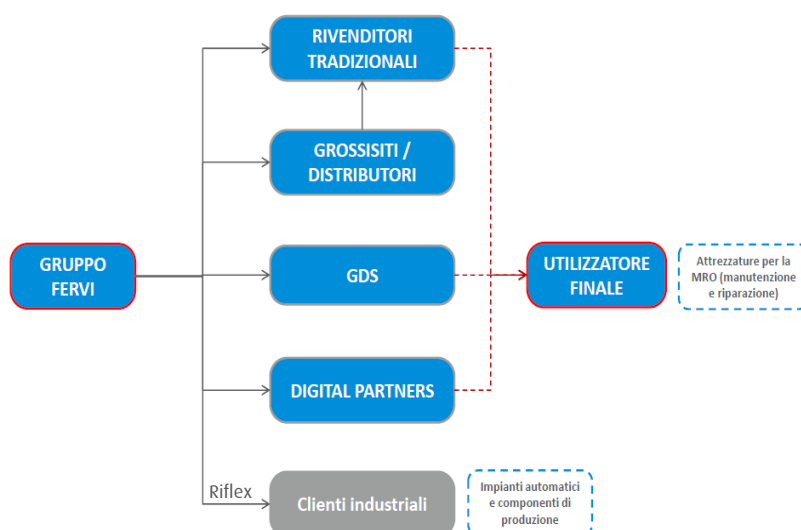 RIVENDITORI
TRADIZIONALI
GROSSISITI /
DISTRIBUTORI
GRUPPO
FERVI
GDS
UTILIZZATORE
FINALE
Attrezzature per la
MRO (manutenzione
e riparazione)
DIGITAL PARTNERS
Riflex
Clienti industriali
Impianti automatici
e componenti di
produzione